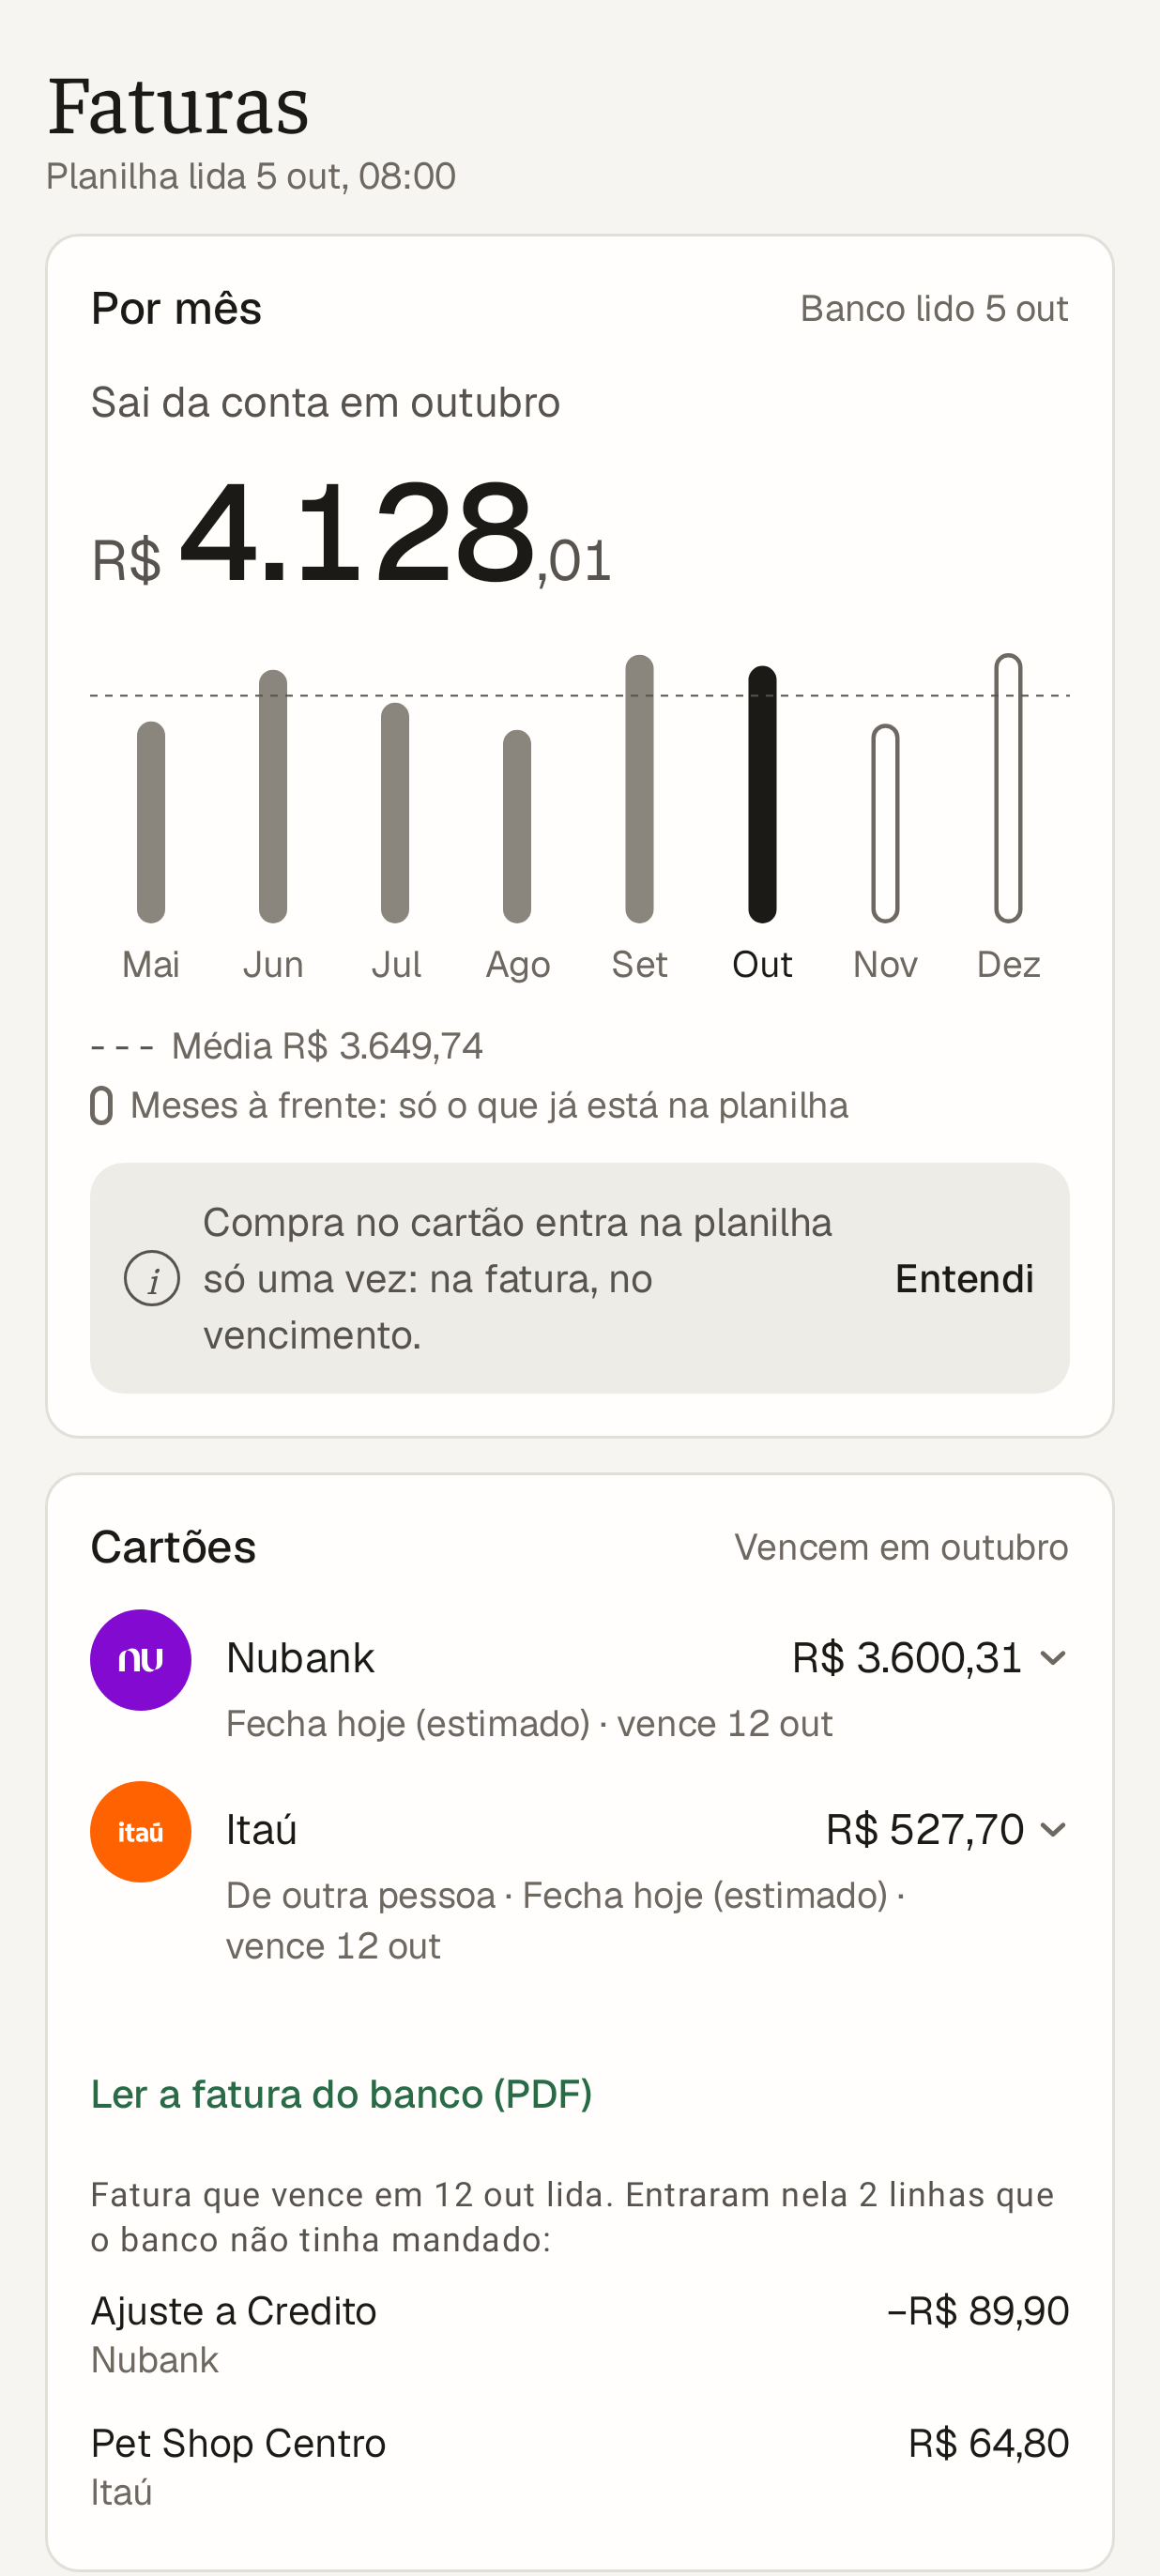 Faturas
Planilha lida 5 out, 08:00
Por mês
Banco lido 5 out
Sai da conta em outubro
R$ 4.128,01
Mai Jun Jul Ago Set Out Nov Dez
--- Média R$ 3.649,74
Meses à frente: só o que já está na planilha
Compra no cartão entra na planilha
só uma vez: na fatura, no
vencimento.
Entendi
Cartões
Vencem em outubro
nu
Nubank
R$ 3.600,31
Fecha hoje (estimado) · vence 12 out
itaú
Itaú
R$ 527,70
De outra pessoa · Fecha hoje (estimado) ·
vence 12 out
Ler a fatura do banco (PDF)
Fatura que vence em 12 out lida. Entraram nela 2 linhas que
o banco não tinha mandado:
Ajuste a Credito
−R$ 89,90
Nubank
Pet Shop Centro
R$ 64,80
Itaú